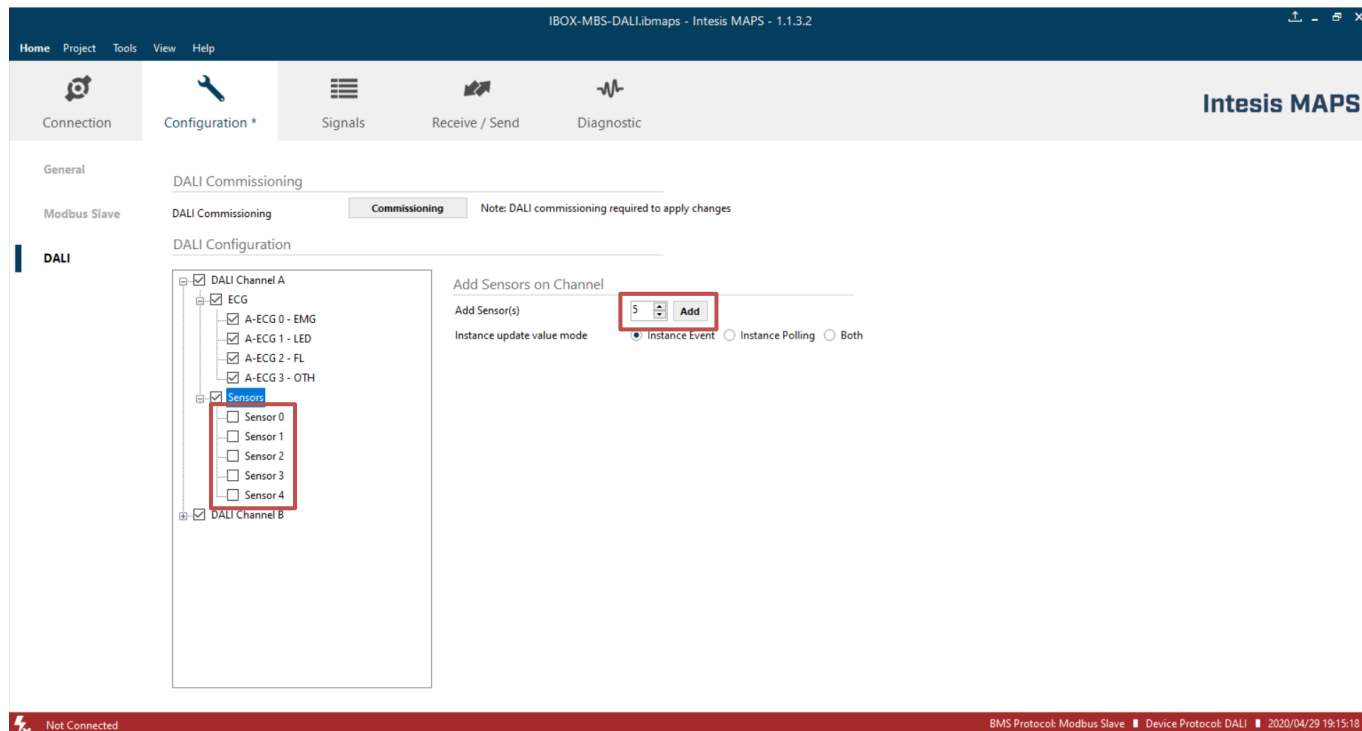 IBOX-MBS-DALI.ibmaps - Intesis MAPS - 1.1.3.2
Home Project Tools View Help
Connection Configuration * Signals Receive / Send Diagnostic
Intesis MAPS
General
Modbus Slave
DALI
DALI Commissioning
DALI Commissioning Commissioning Note: DALI commissioning required to apply changes
DALI Configuration
DALI Channel A
ECG
A-ECG 0 - EMG
A-ECG 1 - LED
A-ECG 2 - FL
A-ECG 3 - OTH
Sensors
Sensor 0
Sensor 1
Sensor 2
Sensor 3
Sensor 4
DALI Channel B
Add Sensors on Channel
Add Sensor(s) 5 Add
Instance update value mode Instance Event Instance Polling Both
Not Connected
BMS Protocol: Modbus Slave Device Protocol: DALI 2020/04/29 19:15:18